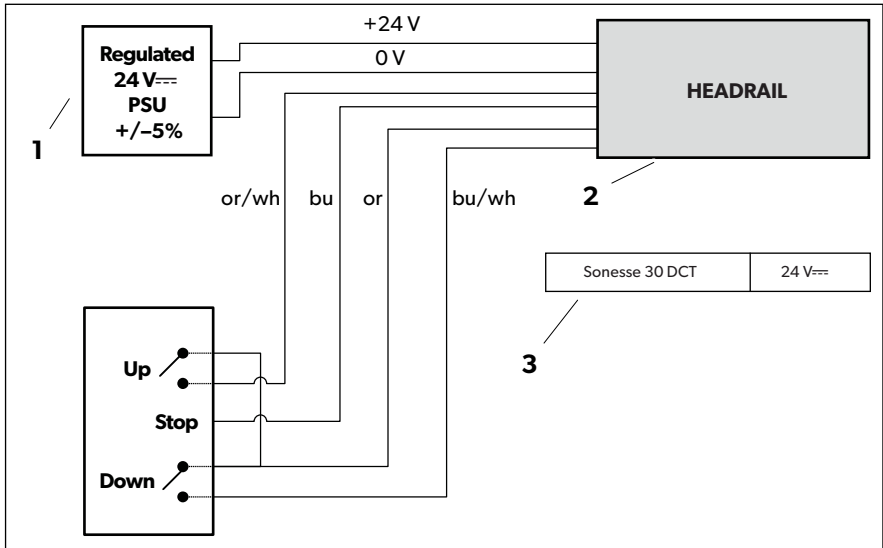 +24 V
Regulated
24 V⎓
PSU
+/–5%
0 V
HEADRAIL
1
2
or/wh
bu
or
bu/wh
Sonesse 30 DCT
24 V⎓
3
Up
Stop
Down